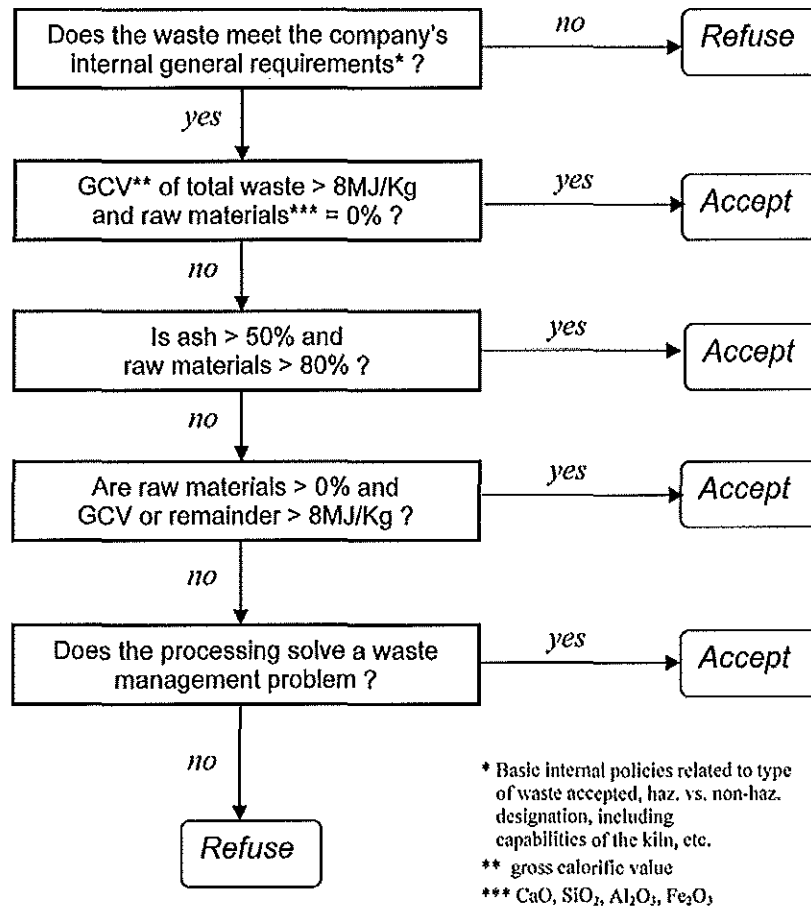 Does the waste meet the company's
internal general requirements* ?
no
Refuse
yes
GCV** of total waste > 8MJ/Kg
and raw materials*** = 0% ?
yes
Accept
no
Is ash > 50% and
raw materials > 80% ?
yes
Accept
no
Are raw materials > 0% and
GCV or remainder > 8MJ/Kg ?
yes
Accept
no
Does the processing solve a waste
management problem ?
yes
Accept
no
Refuse
* Basic internal policies related to type
of waste accepted, haz. vs. non-haz.
designation, including
capabilities of the kiln, etc.
** gross calorific value
*** CaO, SiO₂, Al₂O₃, Fe₂O₃